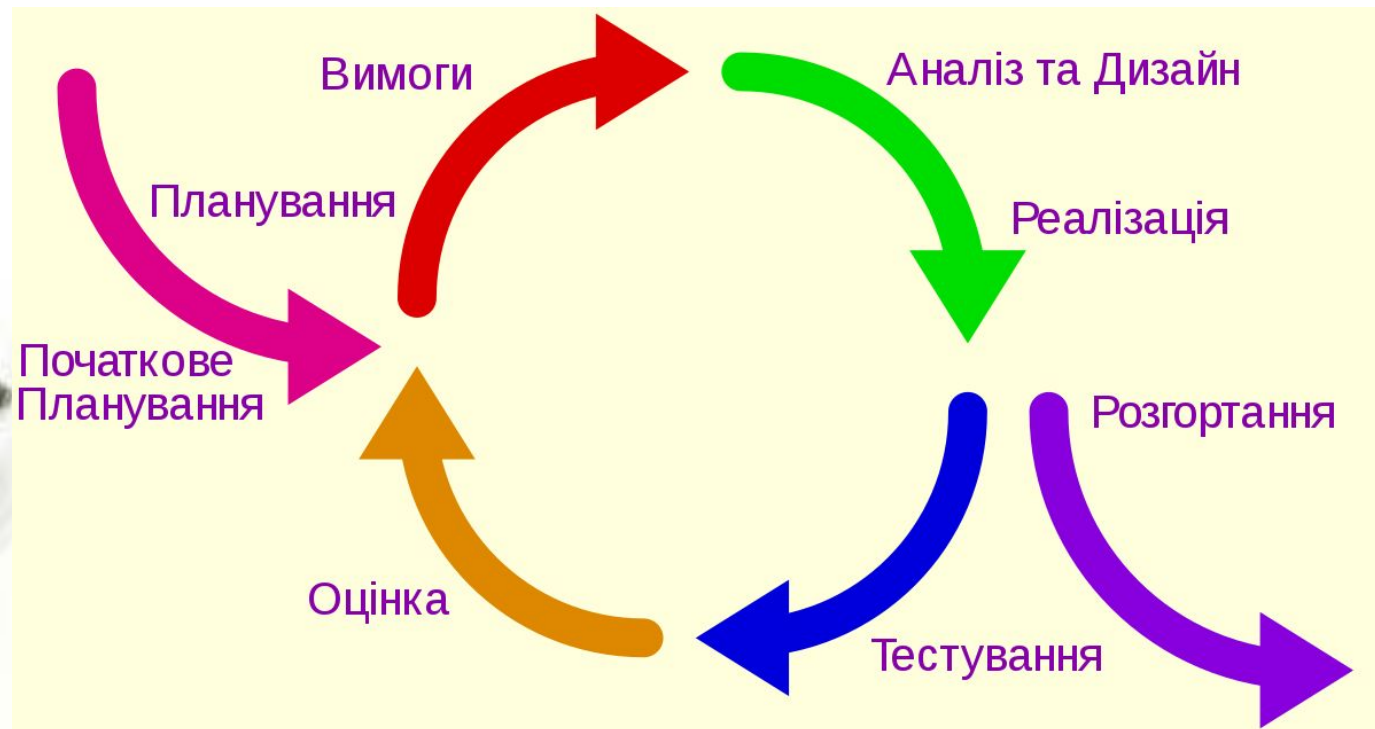 Вимоги
Аналіз та Дизайн
Планування
Реалізація
Початкове
Планування
Розгортання
Оцінка
Тестування